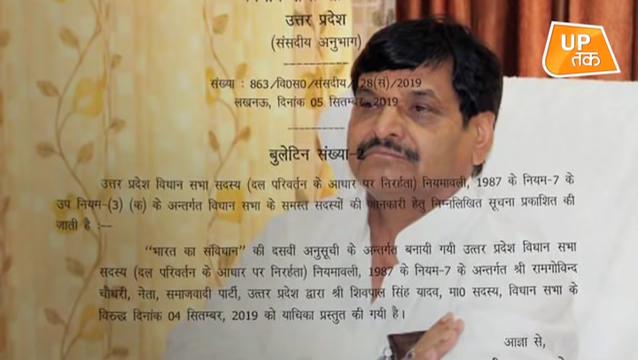 UP
तक
उत्तर प्रदेश
(संसदीय अनुभाग)
संख्या : 863/वि0स0/संसदीय/128(सं)/2019
लखनऊ, दिनांक 05 सितम्बर, 2019
बुलेटिन संख्या-2
उत्तर प्रदेश विधान सभा सदस्य (दल परिवर्तन के आधार पर निरर्हता) नियमावली, 1987 के नियम-7 के
उप नियम-(3) (क) के अन्तर्गत विधान सभा के समस्त सदस्यों की जानकारी हेतु निम्नलिखित सूचना प्रकाशित की
जाती है :—
"भारत का संविधान" की दसवीं अनुसूची के अन्तर्गत बनायी गयी उत्तर प्रदेश विधान सभा
सदस्य (दल परिवर्तन के आधार पर निरर्हता) नियमावली, 1987 के नियम-7 के अन्तर्गत श्री रामगोविन्द
चौधरी, नेता, समाजवादी पार्टी, उत्तर प्रदेश द्वारा श्री शिवपाल सिंह यादव, मा0 सदस्य, विधान सभा के
विरुद्ध दिनांक 04 सितम्बर, 2019 को याचिका प्रस्तुत की गयी है।
आज्ञा से,